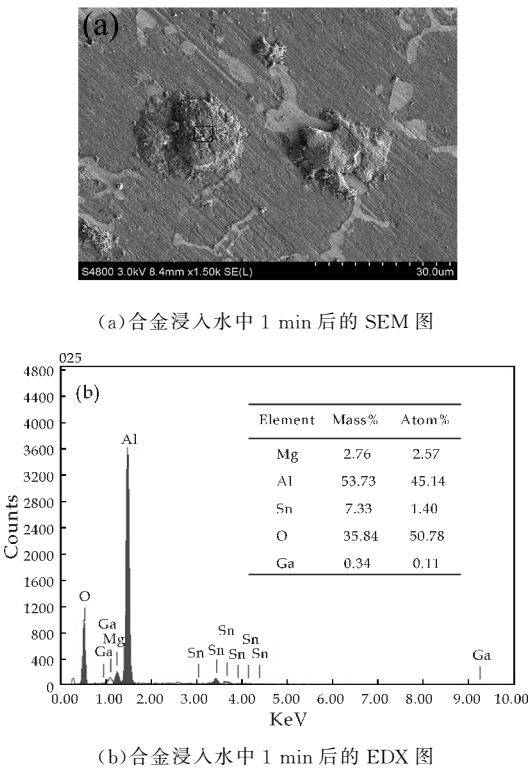 (a)
S4800 3.0kV 8.4mm x1.50k SE(L) 30.0um
(a)合金浸入水中 1 min 后的 SEM 图
025
4800
(b)
4400
4000
3600
3200
2800
2400
2000
1600
1200
800
400
0
Counts
Al
O
Ga
Ga
Mg
Sn
Sn
Sn
Sn
Sn
Sn
Ga
Element Mass% Atom%
Mg 2.76 2.57
Al 53.73 45.14
Sn 7.33 1.40
O 35.84 50.78
Ga 0.34 0.11
0.00 1.00 2.00 3.00 4.00 5.00 6.00 7.00 8.00 9.00 10.00
KeV
(b)合金浸入水中 1 min 后的 EDX 图